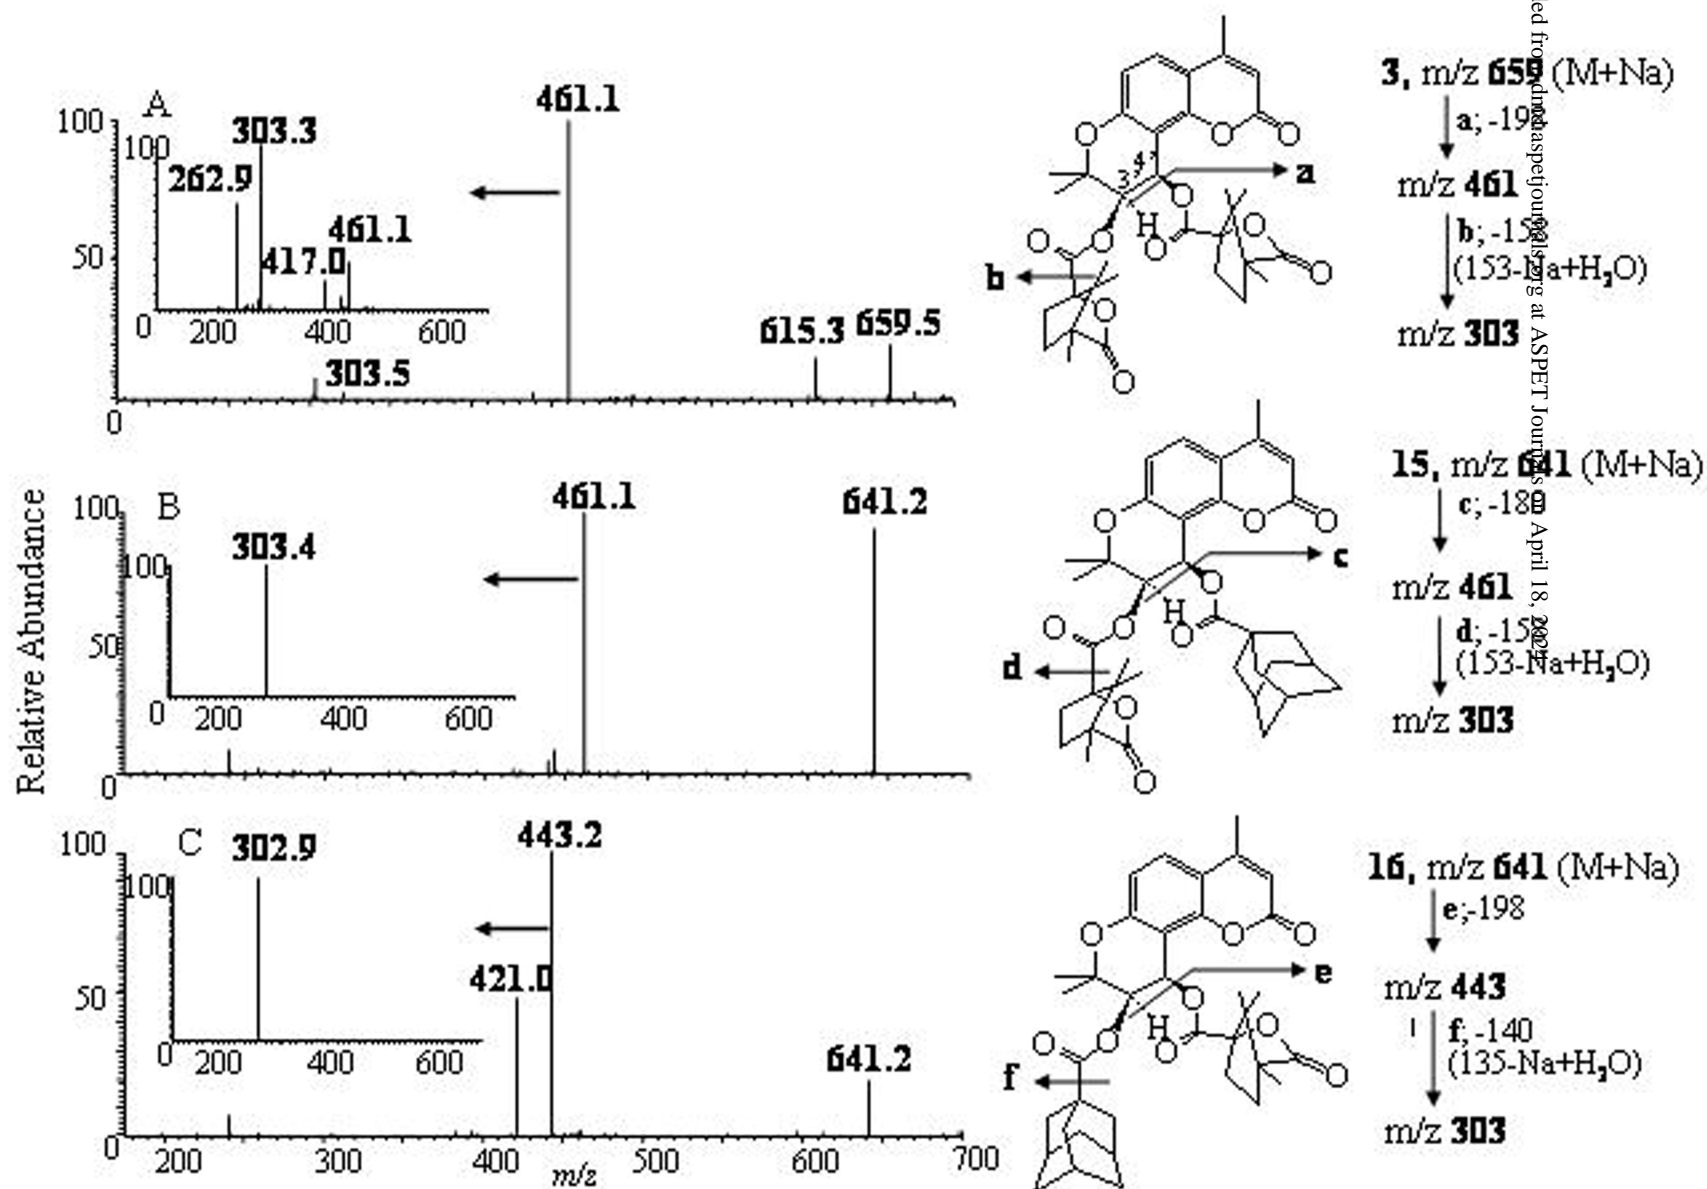 A
461.1
100
303.3
100
262.9
461.1
417.0
50
615.3 659.5
0 200 400 600
303.5
0
3, m/z 659 (M+Na)
a
m/z 461
(153-Na+H₂O)
m/z 303
3' 4'
O O O
a
H
O O O O O
b
O O
O
Relative Abundance
B
100
461.1
641.2
303.4
100
50
0 200 400 600
0
15, m/z 641 (M+Na)
m/z 461
(153-Na+H₂O)
m/z 303
O O O
c
O H O O O
d
O
O
C
100
302.9
443.2
100
421.0
50
641.2
0 200 400 600
0 200 300 400 500 600 700
m/z
16, m/z 641 (M+Na)
e;-198
m/z 443
f; -140
(135-Na+H₂O)
m/z 303
O O O
e
O O H O O O O
f
at ASPET Journals on April 18, 2024